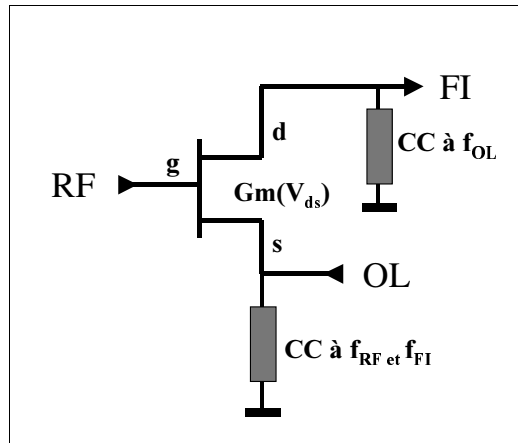 FI
d
CC à fOL
g
RF
Gm(Vds)
s
OL
CC à fRF et fFI